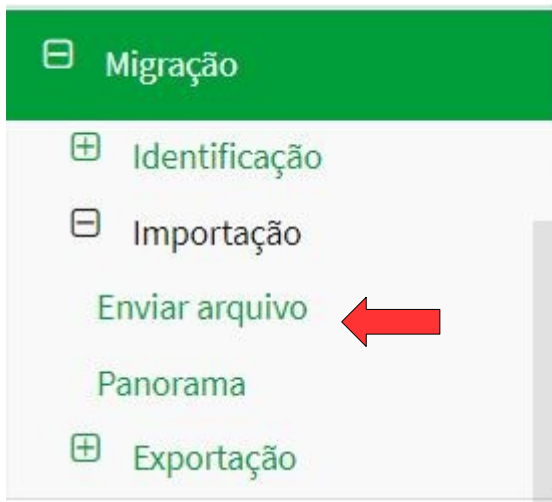 Migração
Identificação
Importação
Enviar arquivo
Panorama
Exportação